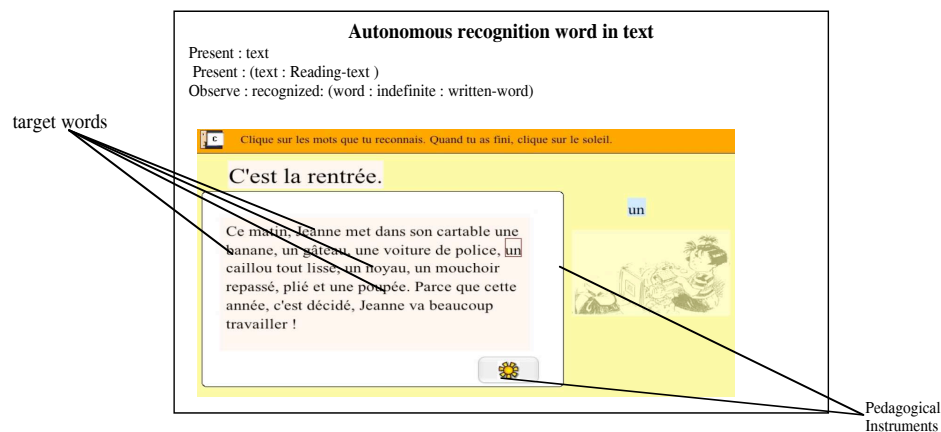 Autonomous recognition word in text
Present : text
Present : (text : Reading-text )
Observe : recognized: (word : indefinite : written-word)
target words
c
Clique sur les mots que tu reconnais. Quand tu as fini, clique sur le soleil.
C'est la rentrée.
un
Ce matin, Jeanne met dans son cartable une
banane, un gâteau, une voiture de police, un
caillou tout lisse, un noyau, un mouchoir
repassé, plié et une poupée. Parce que cette
année, c'est décidé, Jeanne va beaucoup
travailler !
Pedagogical
Instruments